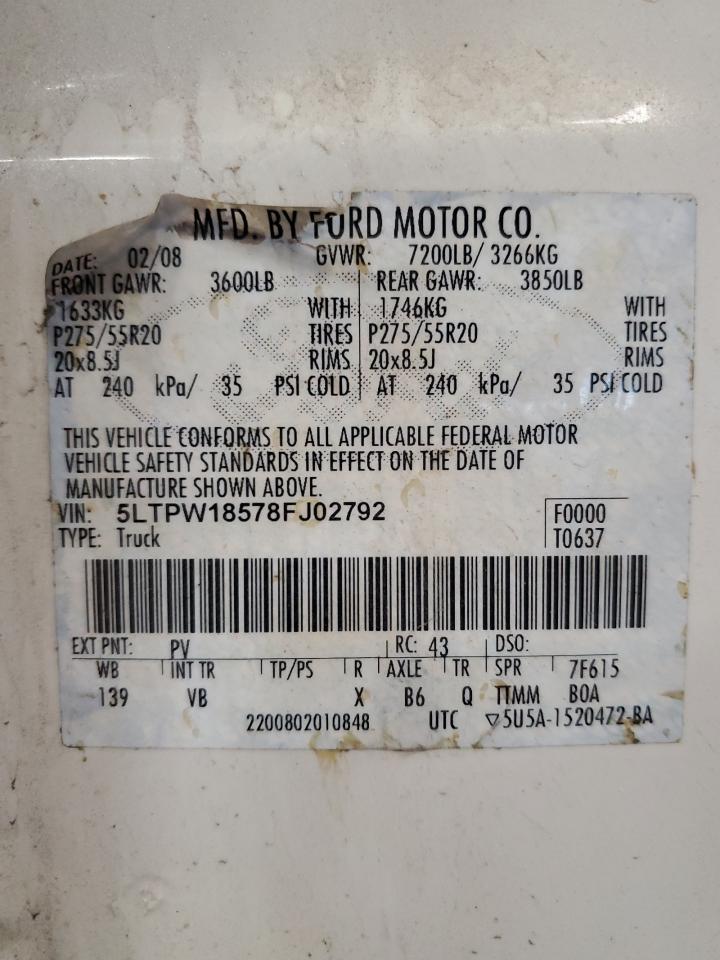 MFD. BY FORD MOTOR CO.
DATE: 02/08 GVWR: 7200LB/ 3266KG
FRONT GAWR: 3600LB REAR GAWR: 3850LB
1633KG WITH 1746KG WITH
P275/55R20 TIRES P275/55R20 TIRES
20x8.5J RIMS 20x8.5J RIMS
AT 240 kPa/ 35 PSI COLD AT 240 kPa/ 35 PSI COLD
THIS VEHICLE CONFORMS TO ALL APPLICABLE FEDERAL MOTOR
VEHICLE SAFETY STANDARDS IN EFFECT ON THE DATE OF
MANUFACTURE SHOWN ABOVE.
VIN: 5LTPW18578FJ02792 F0000
TYPE: Truck T0637
EXT PNT: PV RC: 43 DSO:
WB INT TR TP/PS R AXLE TR SPR 7F615
139 VB X B6 Q TTMM BOA
2200802010848 UTC ▽5U5A-1520472-BA